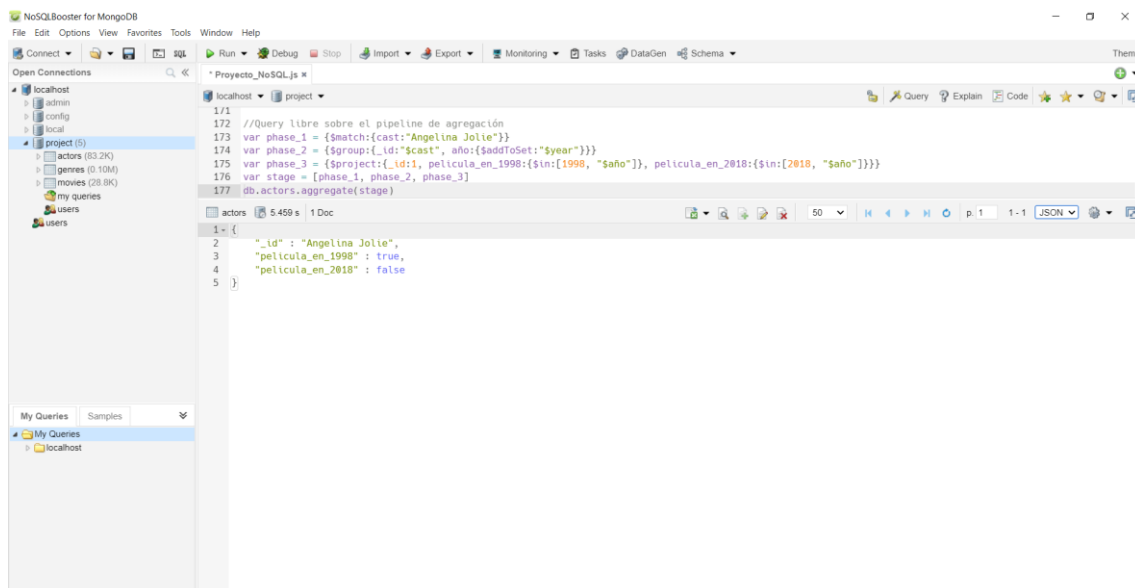 NoSQLBooster for MongoDB
File Edit Options View Favorites Tools Window Help
Connect SQL Run Debug Stop Import Export Monitoring Tasks DataGen Schema Them
Open Connections
* Proyecto_NoSQL.js
localhost
admin
config
local
project (5)
actors (83.2K)
genres (0.10M)
movies (28.8K)
my queries
users
users
localhost project Query Explain Code
171
172 //Query libre sobre el pipeline de agregación
173 var phase_1 = {$match:{cast:"Angelina Jolie"}}
174 var phase_2 = {$group:{_id:"$cast", año:{$addToSet:"$year"}}}
175 var phase_3 = {$project:{_id:1, pelicula_en_1998:{$in:[1998, "$año"]}, pelicula_en_2018:{$in:[2018, "$año"]}}}
176 var stage = [phase_1, phase_2, phase_3]
177 db.actors.aggregate(stage)
actors 5.459 s 1 Doc 50 p. 1 1 - 1 JSON
1 {
2 "_id" : "Angelina Jolie",
3 "pelicula_en_1998" : true,
4 "pelicula_en_2018" : false
5 }
My Queries Samples
My Queries
localhost